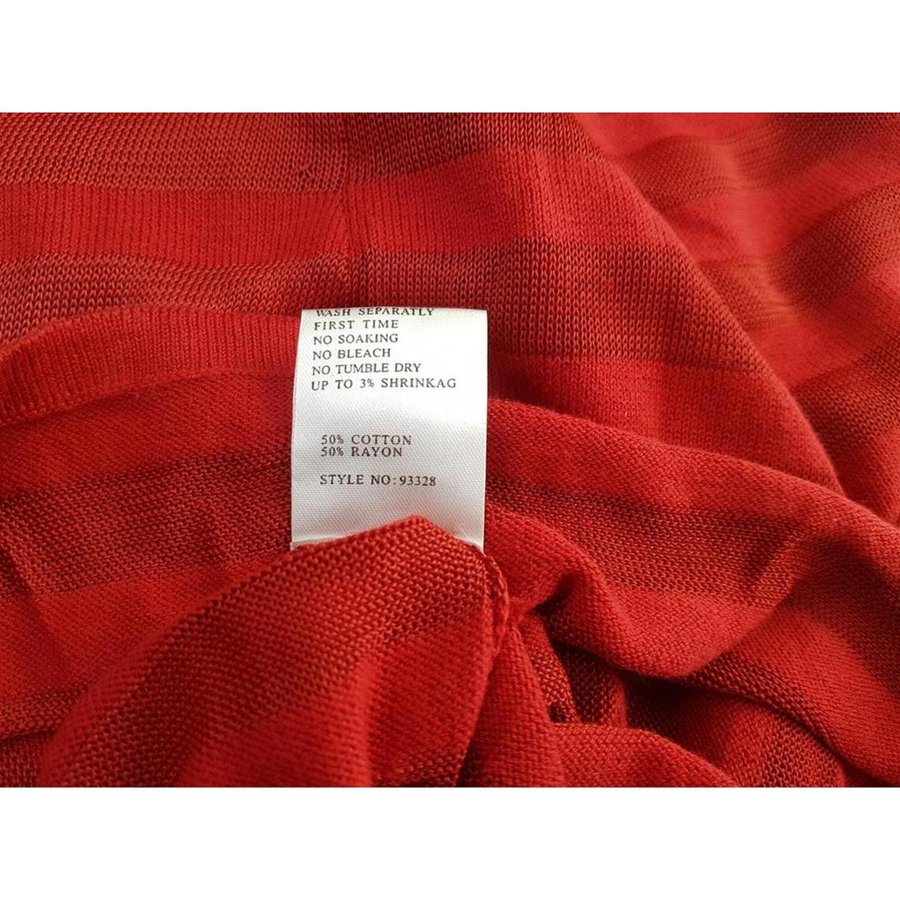 WASH SEPARATLY
FIRST TIME
NO SOAKING
NO BLEACH
NO TUMBLE DRY
UP TO 3% SHRINKAG
50% COTTON
50% RAYON
STYLE NO:93328